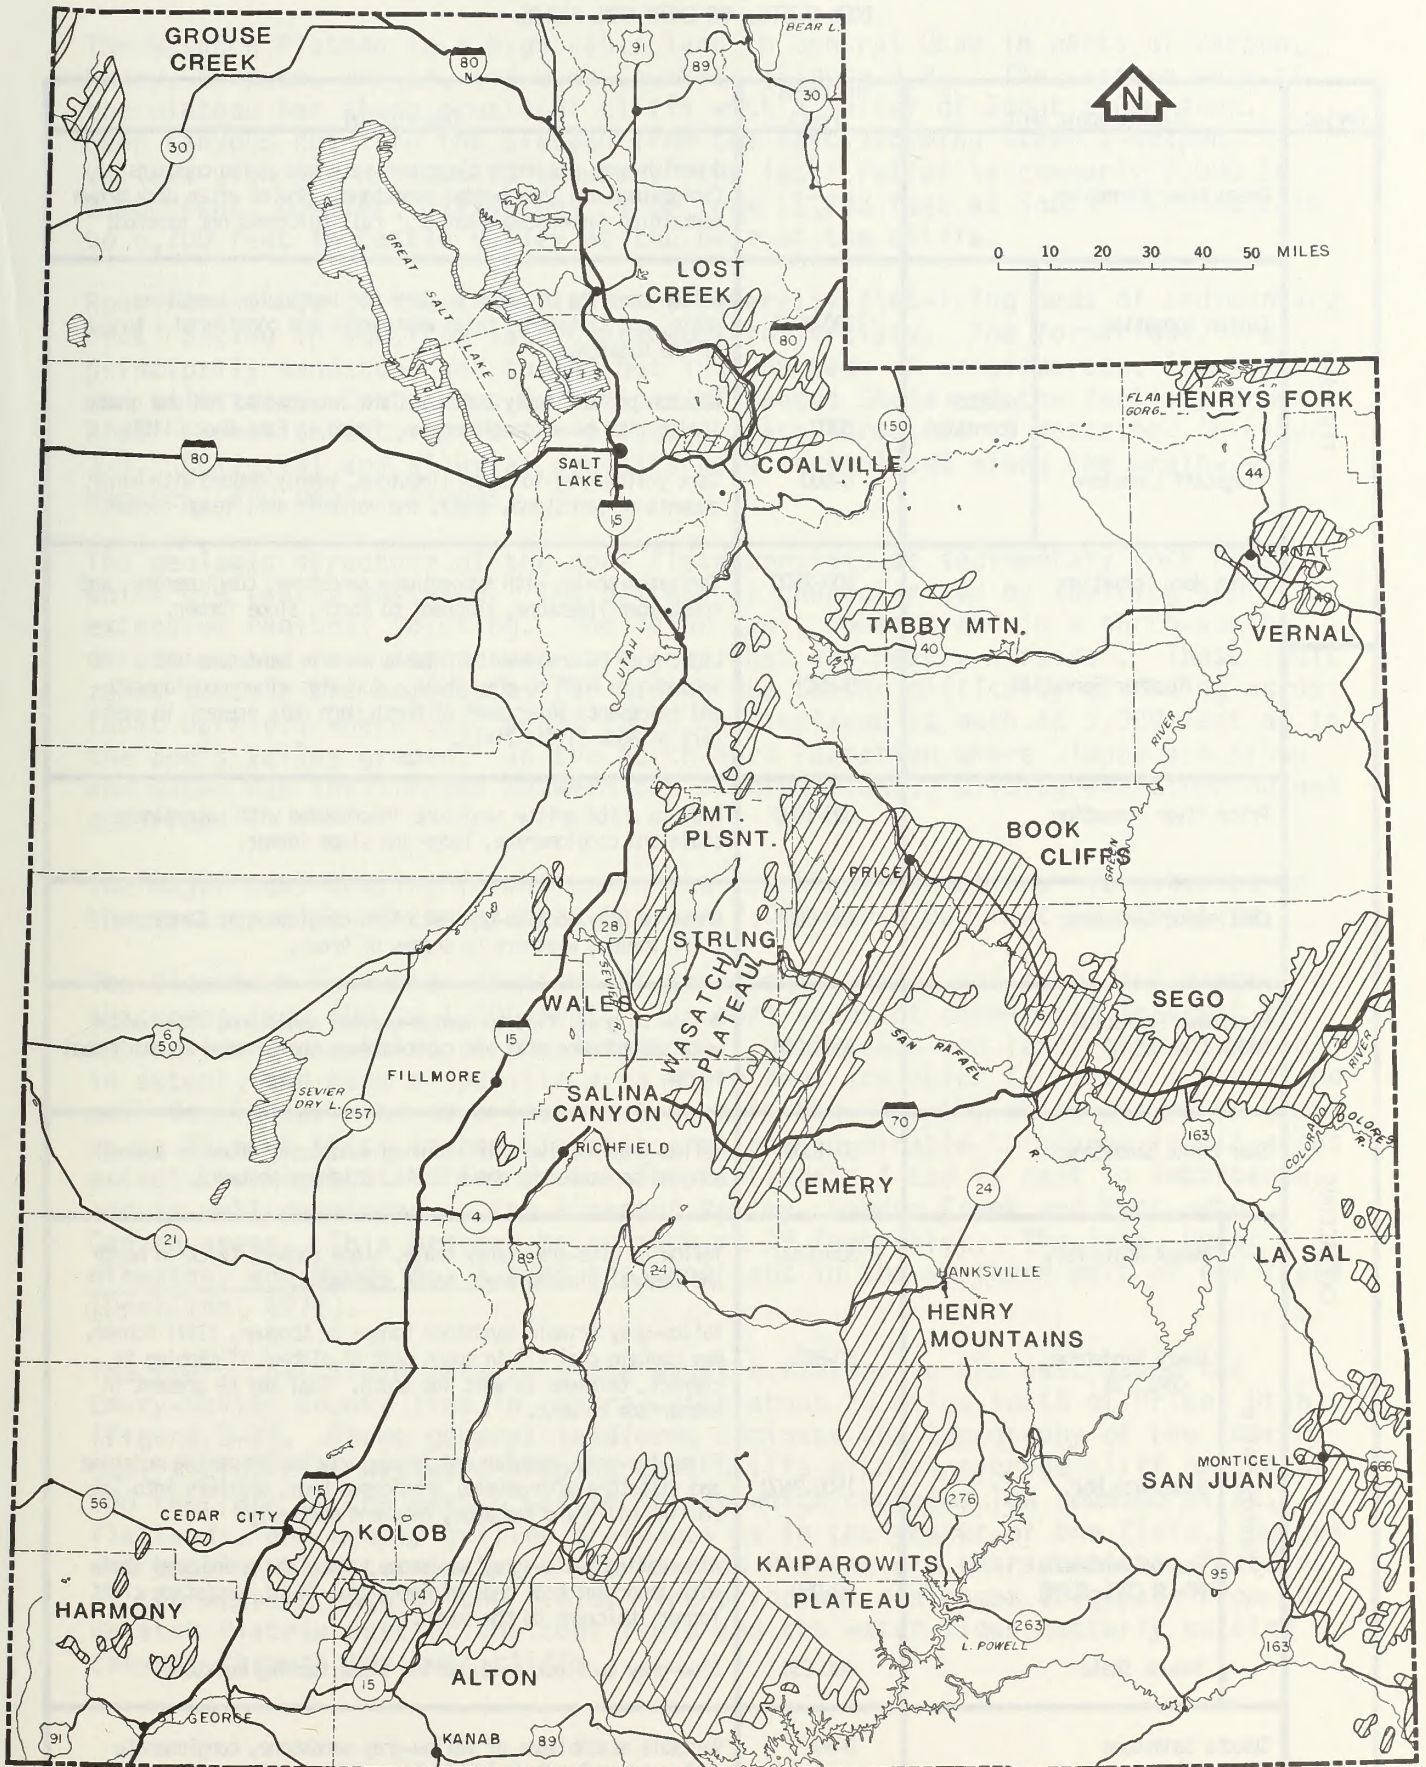 GROUSE
CREEK
80
N
91
89
BEAR L.
30
30
N
0 10 20 30 40 50 MILES
GREAT
SALT
LAKE
LOST
CREEK
80
DAVIS
HENRYS FORK
150
80
SALT
LAKE
COALVILLE
44
15
VERNAL
40
TABBY MTN.
40
VERNAL
UTAH L.
GREEN
RIVER
MT.
PLSNT.
BOOK
CLIFFS
PRICE
28
STRLNG
10
SEVIER R.
WALES
WASATCH
PLATEAU
SEGO
6
50
15
SAN RAFAEL
R.
6
70
FILLMORE
SEVIER
DRY L.
257
SALINA
CANYON
70
163
COLORADO
RIVER
DOLORES
R.
RICHFIELD
EMERY
24
4
21
89
24
LA SAL
HANKSVILLE
HENRY
MOUNTAINS
MONTICELLO
666
SAN JUAN
15
56
CEDAR CITY
KOLOB
276
12
KAIPAROWITS
PLATEAU
95
14
HARMONY
263
L. POWELL
163
ALTON
15
ST. GEORGE
91
KANAB
89